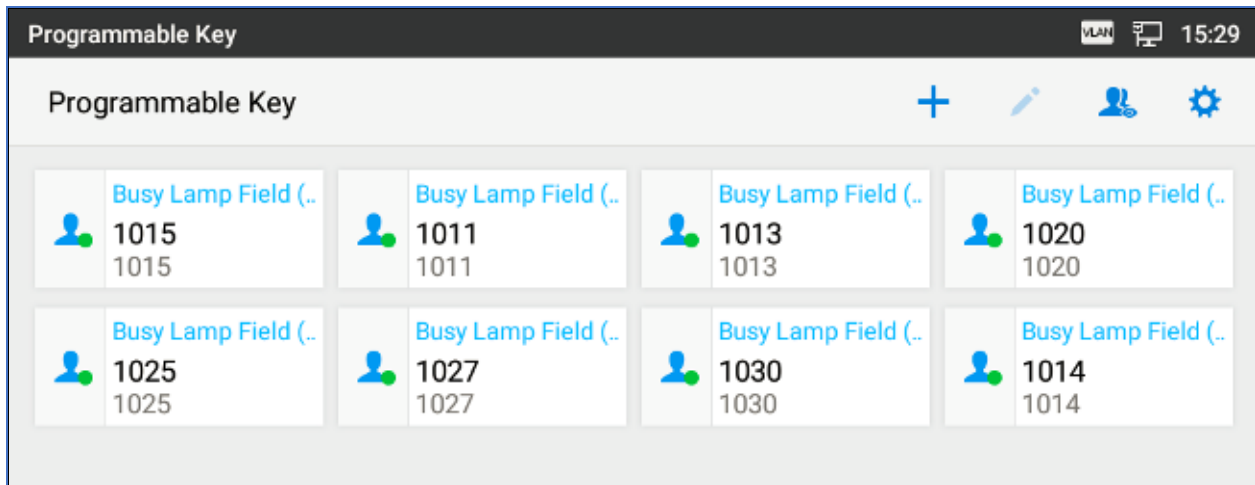 Programmable Key VLAN 15:29
Programmable Key
Busy Lamp Field (.. Busy Lamp Field (.. Busy Lamp Field (.. Busy Lamp Field (..
1015 1011 1013 1020
1015 1011 1013 1020
Busy Lamp Field (.. Busy Lamp Field (.. Busy Lamp Field (.. Busy Lamp Field (..
1025 1027 1030 1014
1025 1027 1030 1014